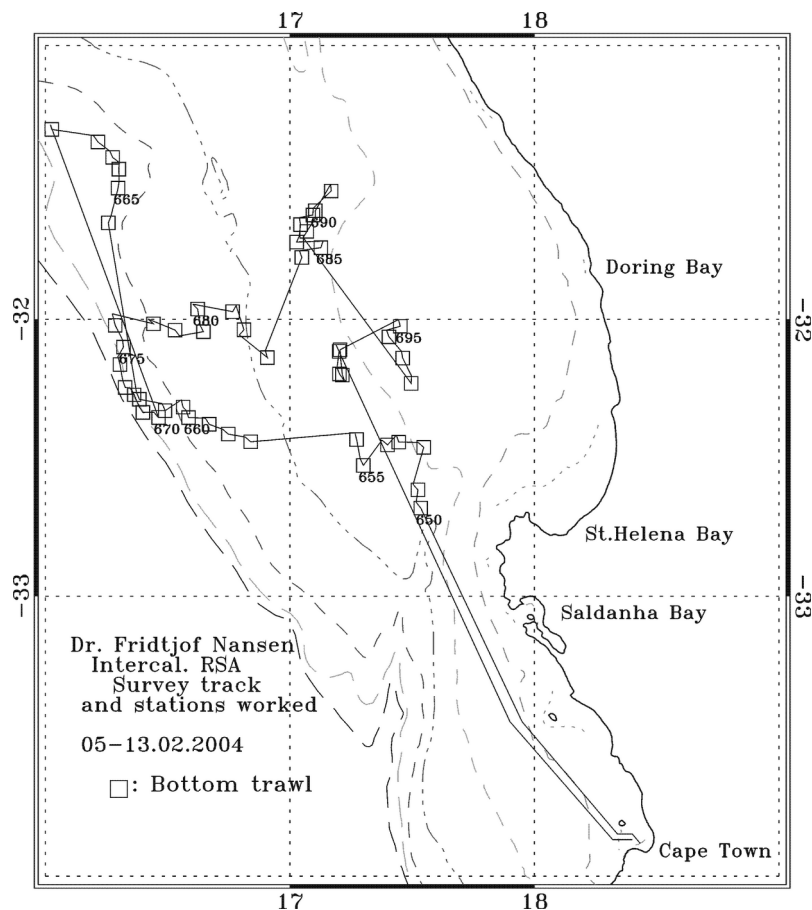 17 18
665
690
685
Doring Bay
680
-32 -32
695
675
670 660
655
650
St.Helena Bay
-33 -33
Saldanha Bay
Dr. Fridtjof Nansen
Intercal. RSA
Survey track
and stations worked
05-13.02.2004
: Bottom trawl
Cape Town
17 18